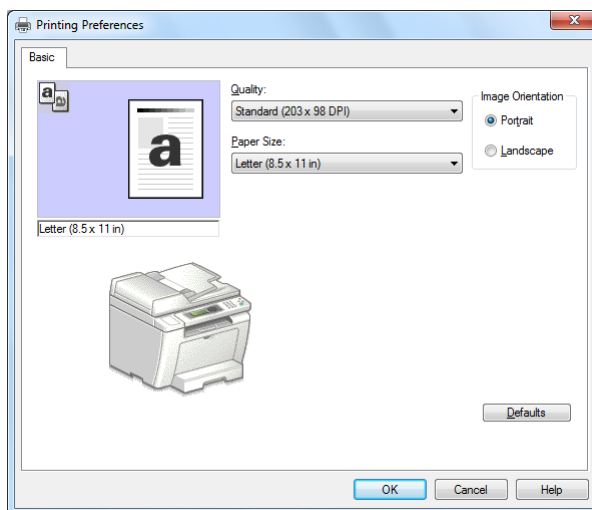 Printing Preferences
Basic
a
a
a
Letter (8.5 x 11 in)
Quality:
Standard (203 x 98 DPI)
Paper Size:
Letter (8.5 x 11 in)
Image Orientation
Portrait
Landscape
Defaults
OK
Cancel
Help